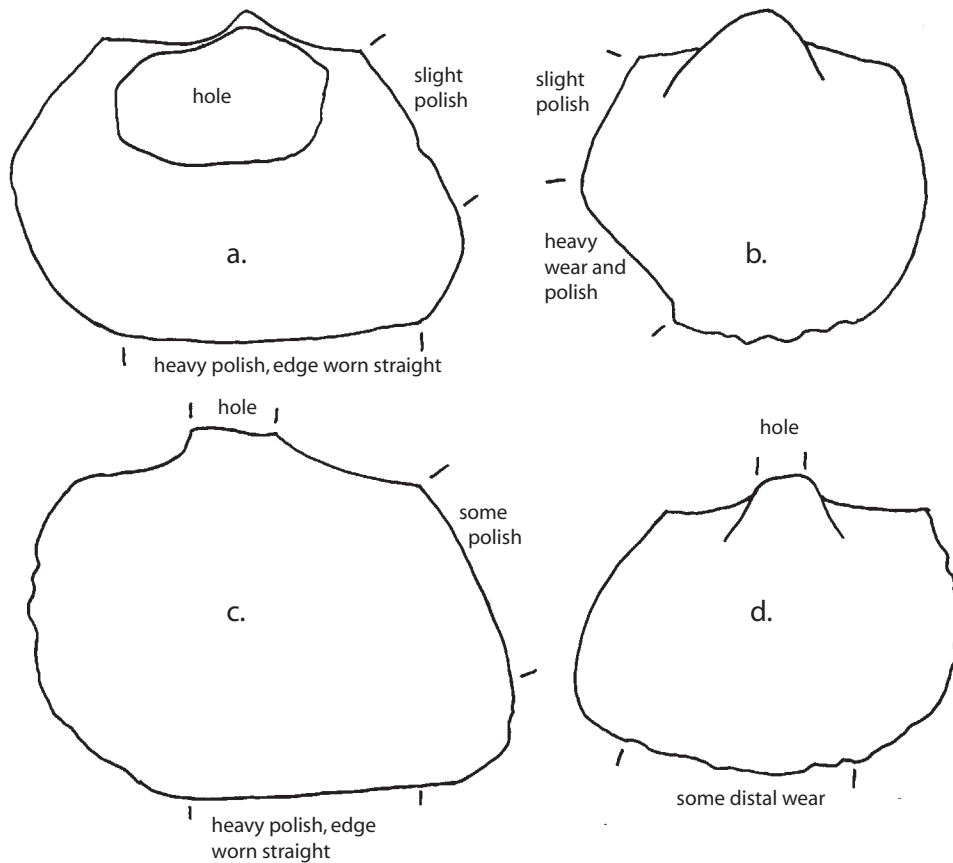 hole
slight
polish
a.
heavy polish, edge worn straight
slight
polish
heavy
wear and
polish
b.
hole
some
polish
c.
heavy polish, edge
worn straight
hole
d.
some distal wear